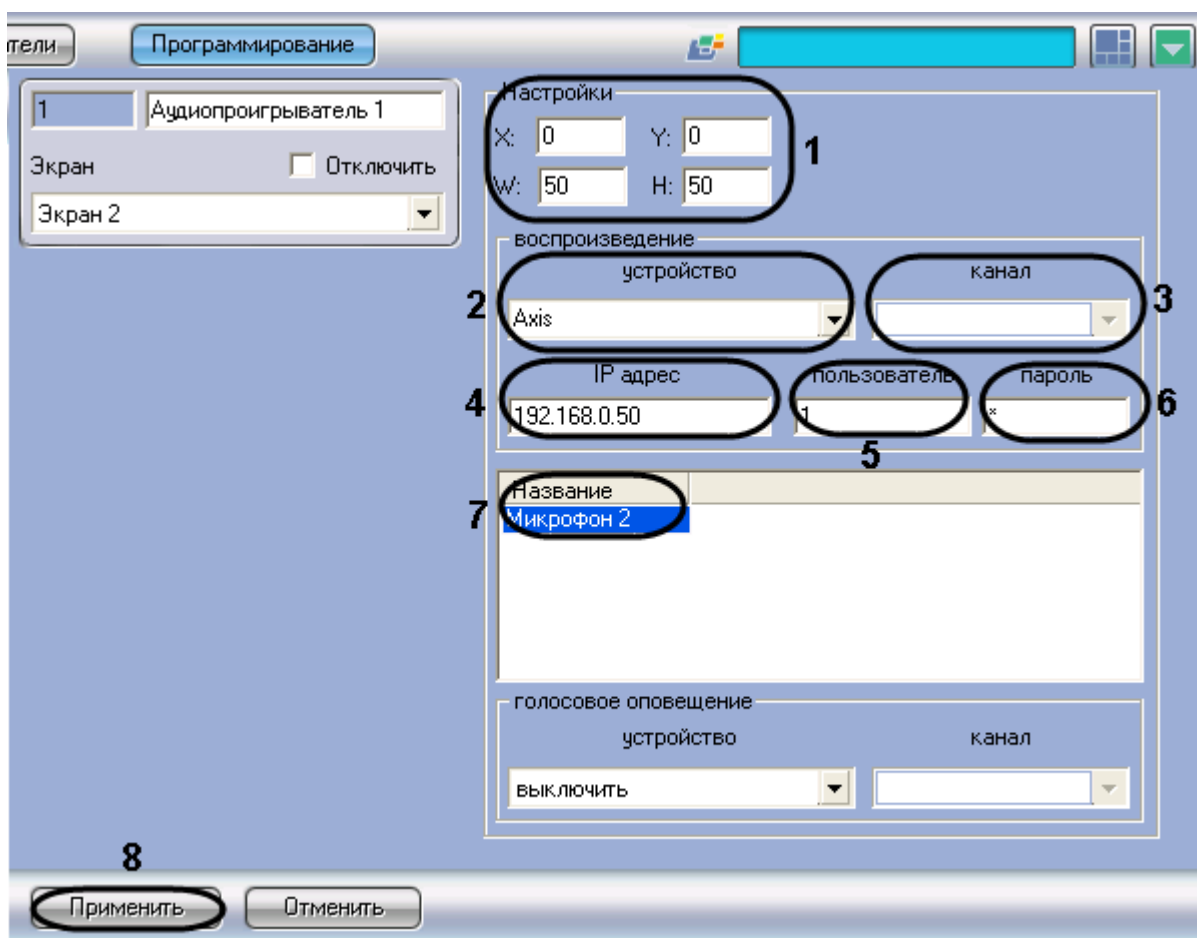 тели Программирование
1 Аудиопроигрыватель 1
Экран Отключить
Экран 2
Настройки
X: 0 Y: 0 1
W: 50 H: 50
воспроизведение
устройство канал
2 Axis 3
IP адрес пользователь пароль
4 192.168.0.50 1 * 6
5
Название
7 Микрофон 2
голосовое оповещение
устройство канал
выключить
8
Применить Отменить